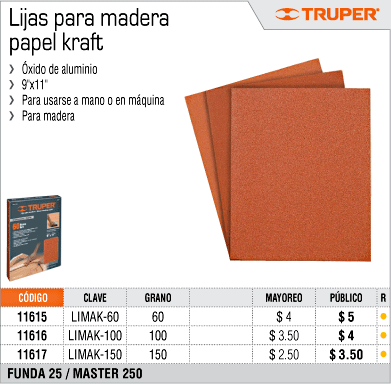 Lijas para madera
papel kraft
TRUPER®
Óxido de aluminio
9"x11"
Para usarse a mano o en máquina
Para madera
TRUPER
60
CÓDIGO CLAVE GRANO MAYOREO PÚBLICO R
11615 LIMAK-60 60 $ 4 $ 5
11616 LIMAK-100 100 $ 3.50 $ 4
11617 LIMAK-150 150 $ 2.50 $ 3.50
FUNDA 25 / MASTER 250